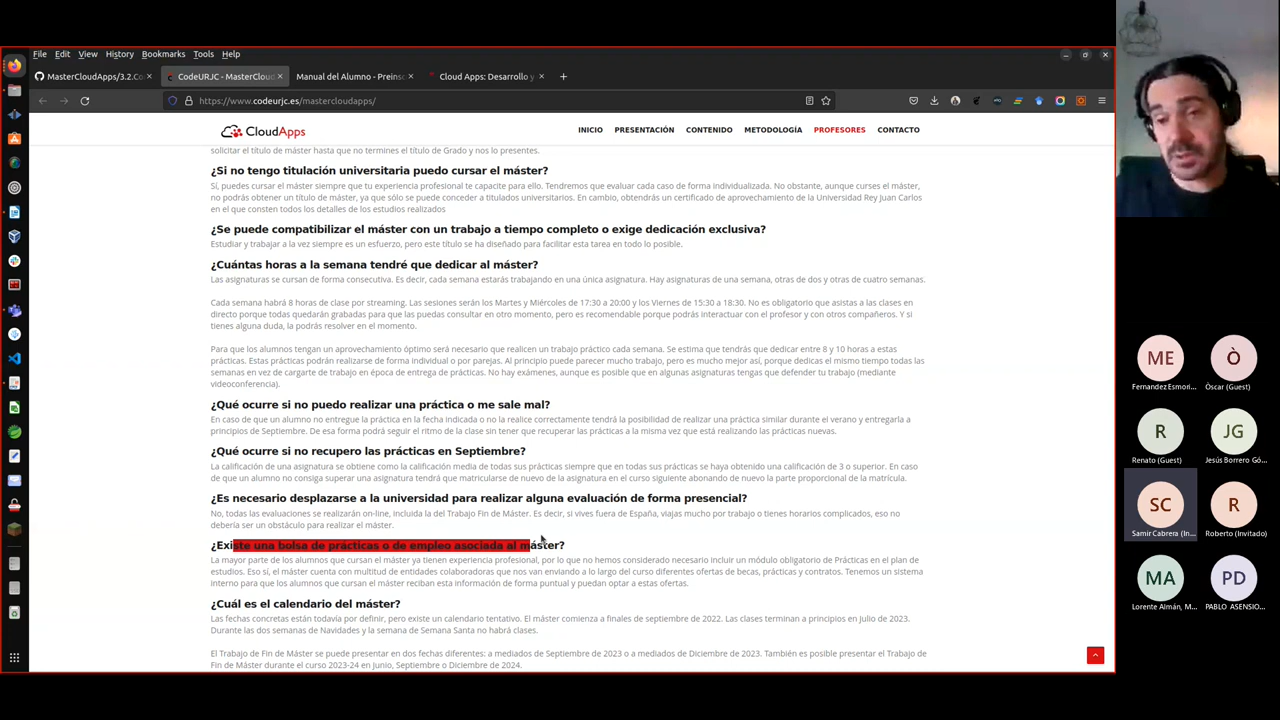 File Edit View History Bookmarks Tools Help
MasterCloudApps/3.2.Co
CodeURJC - MasterCloud
Manual del Alumno - Preins
Cloud Apps: Desarrollo y
https://www.codeurjc.es/mastercloudapps/
CloudApps
INICIO PRESENTACIÓN CONTENIDO METODOLOGÍA PROFESORES CONTACTO
solicitar el título de máster hasta que no termines el título de Grado y nos lo presentes.
¿Si no tengo titulación universitaria puedo cursar el máster?
Sí, puedes cursar el máster siempre que tu experiencia profesional te capacite para ello. Tendremos que evaluar cada caso de forma individualizada. No obstante, aunque curses el máster,
no podrás obtener un título de máster, ya que sólo se puede conceder a titulados universitarios. En cambio, obtendrás un certificado de aprovechamiento de la Universidad Rey Juan Carlos
en el que consten todos los detalles de los estudios realizados
¿Se puede compatibilizar el máster con un trabajo a tiempo completo o exige dedicación exclusiva?
Estudiar y trabajar a la vez siempre es un esfuerzo, pero este título se ha diseñado para facilitar esta tarea en todo lo posible.
¿Cuántas horas a la semana tendré que dedicar al máster?
Las asignaturas se cursan de forma consecutiva. Es decir, cada semana estarás trabajando en una única asignatura. Hay asignaturas de una semana, otras de dos y otras de cuatro semanas.
Cada semana habrá 8 horas de clase por streaming. Las sesiones serán los Martes y Miércoles de 17:30 a 20:00 y los Viernes de 15:30 a 18:30. No es obligatorio que asistas a las clases en
directo porque todas quedarán grabadas para que las puedas consultar en otro momento, pero es recomendable porque podrás interactuar con el profesor y con otros compañeros. Y si
tienes alguna duda, la podrás resolver en el momento.
Para que los alumnos tengan un aprovechamiento óptimo será necesario que realicen un trabajo práctico cada semana. Se estima que tendrás que dedicar entre 8 y 10 horas a estas
prácticas. Estas prácticas podrán realizarse de forma individual o por parejas. Al principio puede parecer mucho trabajo, pero es mucho mejor así, porque dedicas el mismo tiempo todas las
semanas en vez de cargarte de trabajo en época de entrega de prácticas. No hay exámenes, aunque es posible que en algunas asignaturas tengas que defender tu trabajo (mediante
videoconferencia).
¿Qué ocurre si no puedo realizar una práctica o me sale mal?
En caso de que un alumno no entregue la práctica en la fecha indicada o no la realice correctamente tendrá la posibilidad de realizar una práctica similar durante el verano y entregarla a
principios de Septiembre. De esa forma podrá seguir el ritmo de la clase sin tener que recuperar las prácticas a la misma vez que está realizando las prácticas nuevas.
¿Qué ocurre si no recupero las prácticas en Septiembre?
La calificación de una asignatura se obtiene como la calificación media de todas sus prácticas siempre que en todas sus prácticas se haya obtenido una calificación de 3 o superior. En caso
de que un alumno no consiga superar una asignatura tendrá que matricularse de nuevo de la asignatura en el curso siguiente abonando de nuevo la parte proporcional de la matrícula.
¿Es necesario desplazarse a la universidad para realizar alguna evaluación de forma presencial?
No, todas las evaluaciones se realizarán on-line, incluida la del Trabajo Fin de Máster. Es decir, si vives fuera de España, viajas mucho por trabajo o tienes horarios complicados, eso no
debería ser un obstáculo para realizar el máster.
¿Existe una bolsa de prácticas o de empleo asociada al máster?
La mayor parte de los alumnos que cursan el máster ya tienen experiencia profesional, por lo que no hemos considerado necesario incluir un módulo obligatorio de Prácticas en el plan de
estudios. Eso sí, el máster cuenta con multitud de entidades colaboradoras que nos van enviando a lo largo del curso diferentes ofertas de becas, prácticas y contratos. Tenemos un sistema
interno para que los alumnos que cursan el máster reciban esta información de forma puntual y puedan optar a estas ofertas.
¿Cuál es el calendario del máster?
Las fechas concretas están todavía por definir, pero existe un calendario tentativo. El máster comienza a finales de septiembre de 2022. Las clases terminan a principios en Julio de 2023.
Durante las dos semanas de Navidades y la semana de Semana Santa no habrá clases.
El Trabajo de Fin de Máster se puede presentar en dos fechas diferentes: a mediados de Septiembre de 2023 o a mediados de Diciembre de 2023. También es posible presentar el Trabajo de
Fin de Máster durante el curso 2023-24 en Junio, Septiembre o Diciembre de 2024.
ME
Fernandez Esmorí...
Ò
Òscar (Guest)
R
Renato (Guest)
JG
Jesús Borrero Gó...
SC
Samir Cabrera (In...
R
Roberto (Invitado)
MA
Lorente Almán, M...
PD
PABLO ASENSIO...